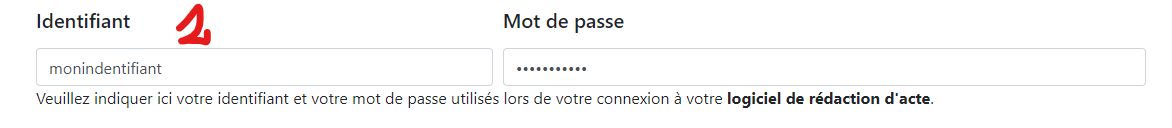 Identifiant 1. Mot de passe
monindentifiant •••••••••••
Veuillez indiquer ici votre identifiant et votre mot de passe utilisés lors de votre connexion à votre logiciel de rédaction d'acte.